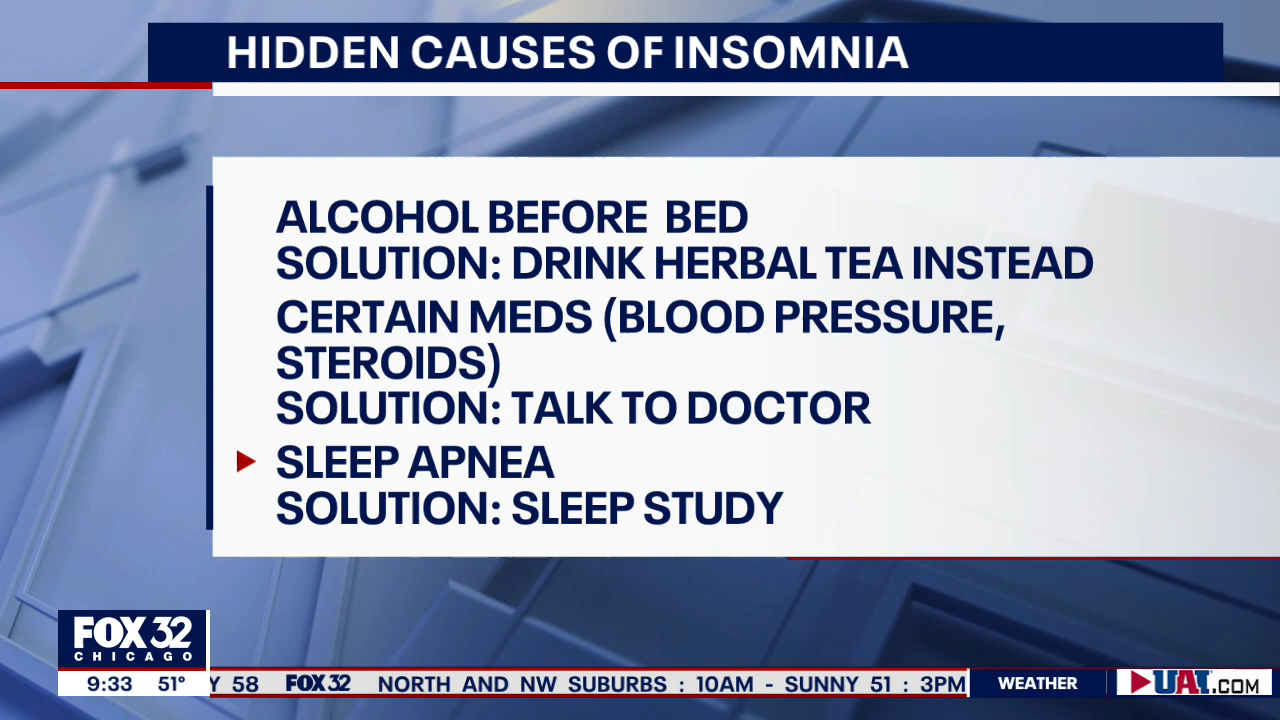 HIDDEN CAUSES OF INSOMNIA
ALCOHOL BEFORE BED
SOLUTION: DRINK HERBAL TEA INSTEAD
CERTAIN MEDS (BLOOD PRESSURE,
STEROIDS)
SOLUTION: TALK TO DOCTOR
SLEEP APNEA
SOLUTION: SLEEP STUDY
FOX 32
CHICAGO
9:33 51°
Y 58 FOX 32 NORTH AND NW SUBURBS : 10AM - SUNNY 51 : 3PM
WEATHER
UAT.COM